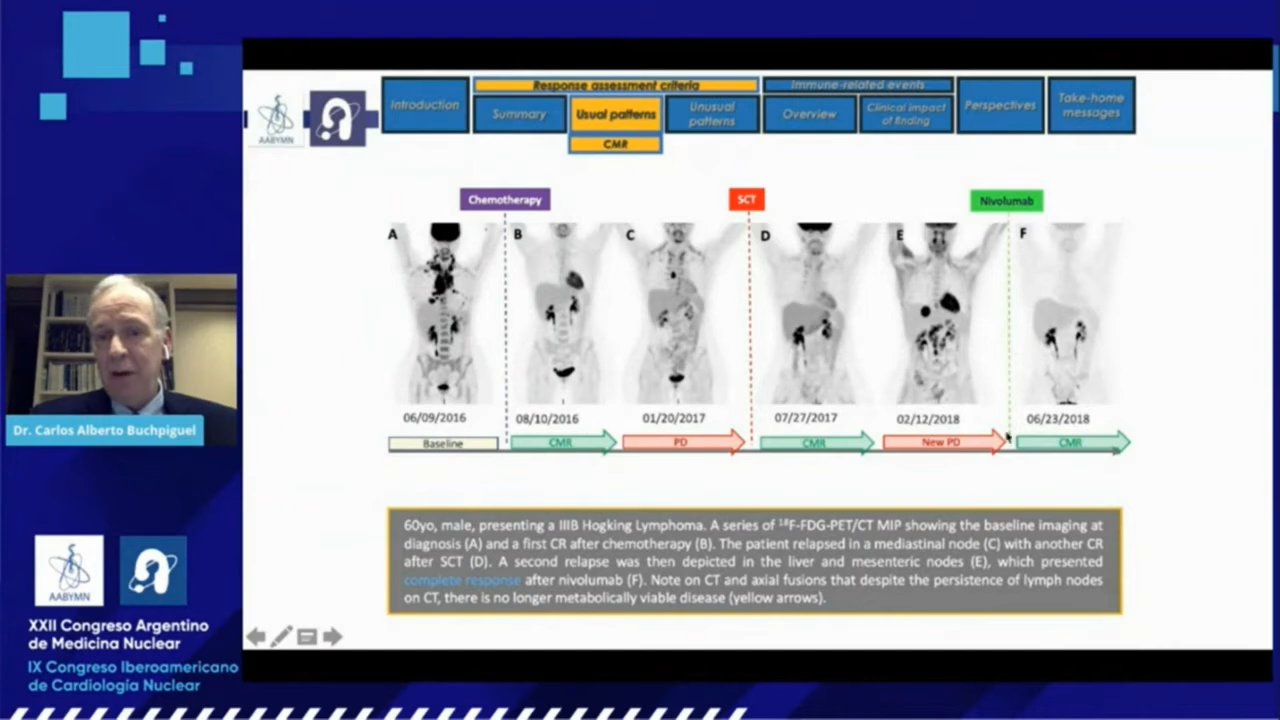 Introduction
Response assessment criteria
Summary
Usual patterns
Unusual
patterns
CMR
Immune-related events
Overview
Clinical impact
of finding
Perspectives
Take-home
messages
AABYMN
Chemotherapy
SCT
Nivolumab
A
B
C
D
E
F
06/09/2016
08/10/2016
01/20/2017
07/27/2017
02/12/2018
06/23/2018
Baseline
CMR
PD
CMR
New PD
CMR
60yo, male, presenting a IIIB Hogking Lymphoma. A series of ¹⁸F-FDG-PET/CT MIP showing the baseline imaging at
diagnosis (A) and a first CR after chemotherapy (B). The patient relapsed in a mediastinal node (C) with another CR
after SCT (D). A second relapse was then depicted in the liver and mesenteric nodes (E), which presented
complete response after nivolumab (F). Note on CT and axial fusions that despite the persistence of lymph nodes
on CT, there is no longer metabolically viable disease (yellow arrows).
Dr. Carlos Alberto Buchpiguel
AABYMN
XXII Congreso Argentino
de Medicina Nuclear
IX Congreso Iberoamericano
de Cardiología Nuclear